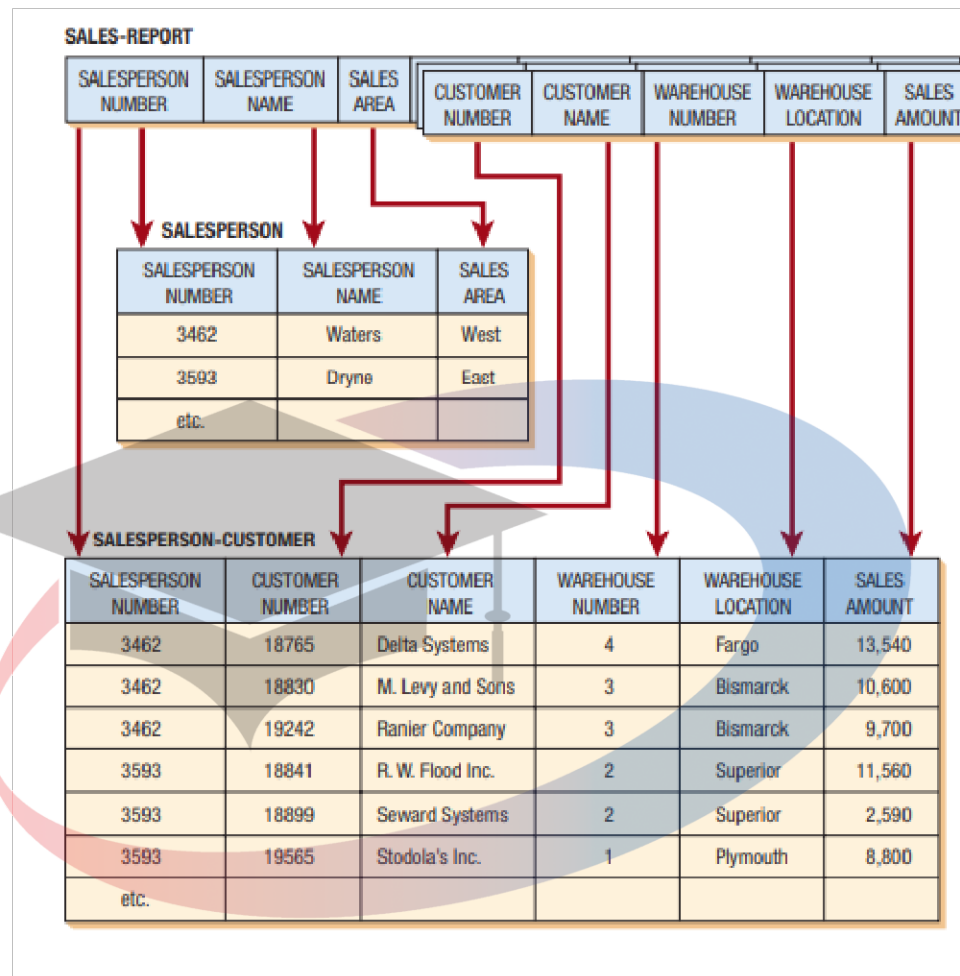 SALES-REPORT
SALESPERSON NUMBER SALESPERSON NAME SALES AREA CUSTOMER NUMBER CUSTOMER NAME WAREHOUSE NUMBER WAREHOUSE LOCATION SALES AMOUNT
SALESPERSON
SALESPERSON NUMBER SALESPERSON NAME SALES AREA
3462 Waters West
3593 Dryne East
etc.
SALESPERSON-CUSTOMER
SALESPERSON NUMBER CUSTOMER NUMBER CUSTOMER NAME WAREHOUSE NUMBER WAREHOUSE LOCATION SALES AMOUNT
3462 18765 Delta Systems 4 Fargo 13,540
3462 18830 M. Levy and Sons 3 Bismarck 10,600
3462 19242 Ranier Company 3 Bismarck 9,700
3593 18841 R. W. Flood Inc. 2 Superior 11,560
3593 18899 Seward Systems 2 Superior 2,590
3593 19565 Stodola's Inc. 1 Plymouth 8,800
etc.